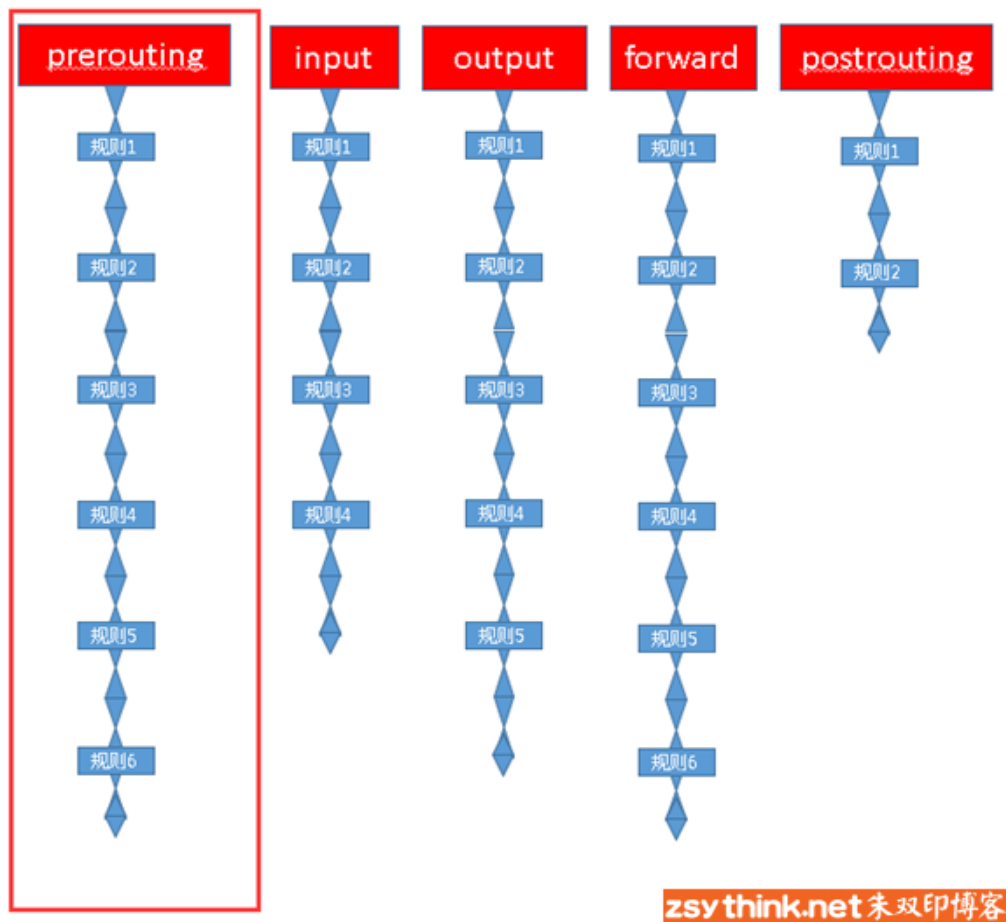 prerouting
规则1
规则2
规则3
规则4
规则5
规则6
input
规则1
规则2
规则3
规则4
output
规则1
规则2
规则3
规则4
规则5
forward
规则1
规则2
规则3
规则4
规则5
规则6
postrouting
规则1
规则2
zsythink.net朱双印博客